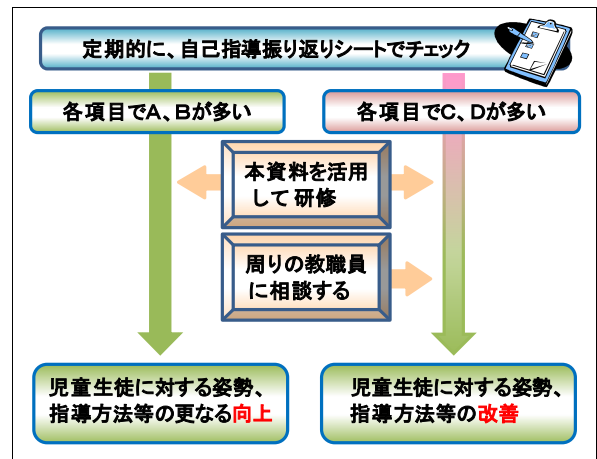 定期的に、自己指導振り返りシートでチェック
各項目でA、Bが多い
各項目でC、Dが多い
本資料を活用
して 研修
周りの教職員
に相談する
児童生徒に対する姿勢、
指導方法等の更なる向上
児童生徒に対する姿勢、
指導方法等の改善